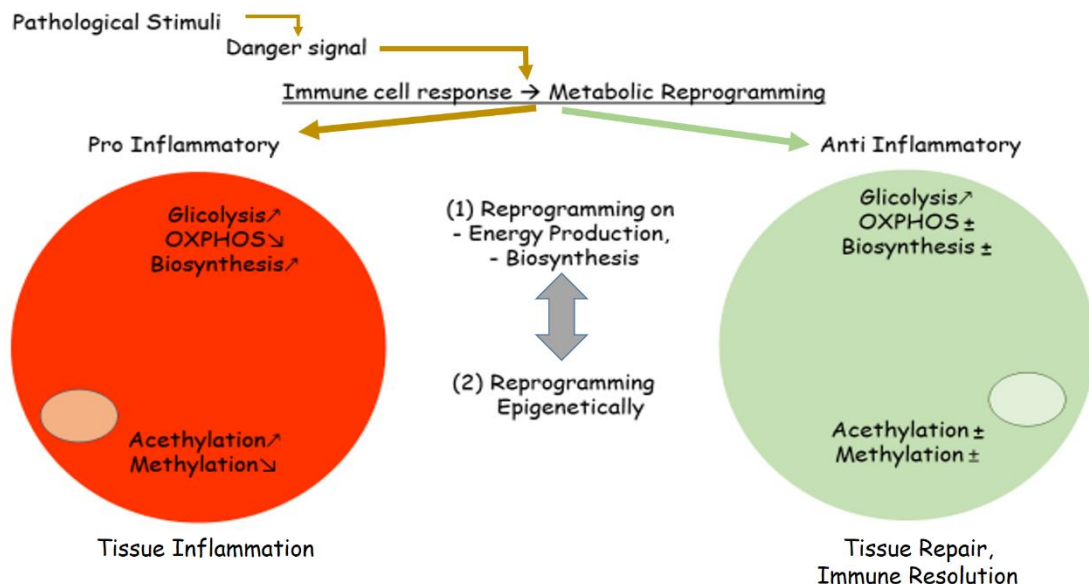 Pathological Stimuli
Danger signal
Immune cell response → Metabolic Reprogramming
Pro Inflammatory
Anti Inflammatory
Glicolysis↗
OXPHOS↘
Biosynthesis↗
(1) Reprogramming on
- Energy Production,
- Biosynthesis
Glicolysis↗
OXPHOS ±
Biosynthesis ±
(2) Reprogramming
Epigenetically
Acethylation↗
Methylation↘
Acethylation ±
Methylation ±
Tissue Inflammation
Tissue Repair,
Immune Resolution